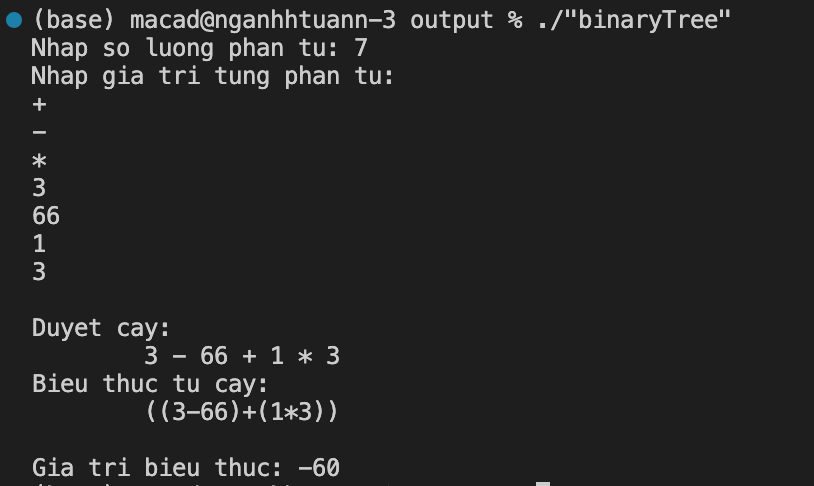 (base) macad@nganhhtuann-3 output % ./"binaryTree"
Nhap so luong phan tu: 7
Nhap gia tri tung phan tu:
+
-
*
3
66
1
3
Duyet cay:
3 - 66 + 1 * 3
Bieu thuc tu cay:
((3-66)+(1*3))
Gia tri bieu thuc: -60